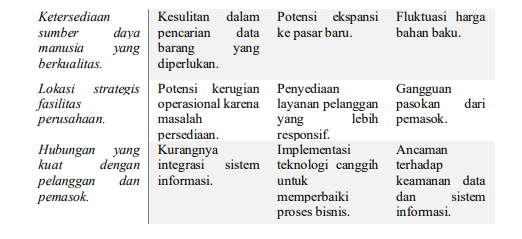 Ketersediaan
sumber daya
manusia yang
berkualitas.
Kesulitan dalam
pencarian data
barang yang
diperlukan.
Potensi ekspansi
ke pasar baru.
Fluktuasi harga
bahan baku.
Lokasi strategis
fasilitas
perusahaan.
Potensi kerugian
operasional karena
masalah
persediaan.
Penyediaan
layanan pelanggan
yang lebih
responsif.
Gangguan
pasokan dari
pemasok.
Hubungan yang
kuat dengan
pelanggan dan
pemasok.
Kurangnya
integrasi sistem
informasi.
Implementasi
teknologi canggih
untuk
memperbaiki
proses bisnis.
Ancaman
terhadap
keamanan data
dan sistem
informasi.